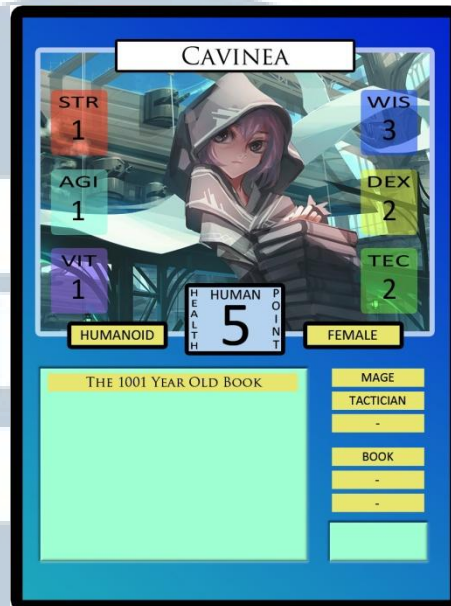 CAVINEA
STR
1
AGI
1
VIT
1
WIS
3
DEX
2
TEC
2
HEALTH
HUMAN
5
POINT
HUMANOID
FEMALE
THE 1001 YEAR OLD BOOK
MAGE
TACTICIAN
-
BOOK
-
-